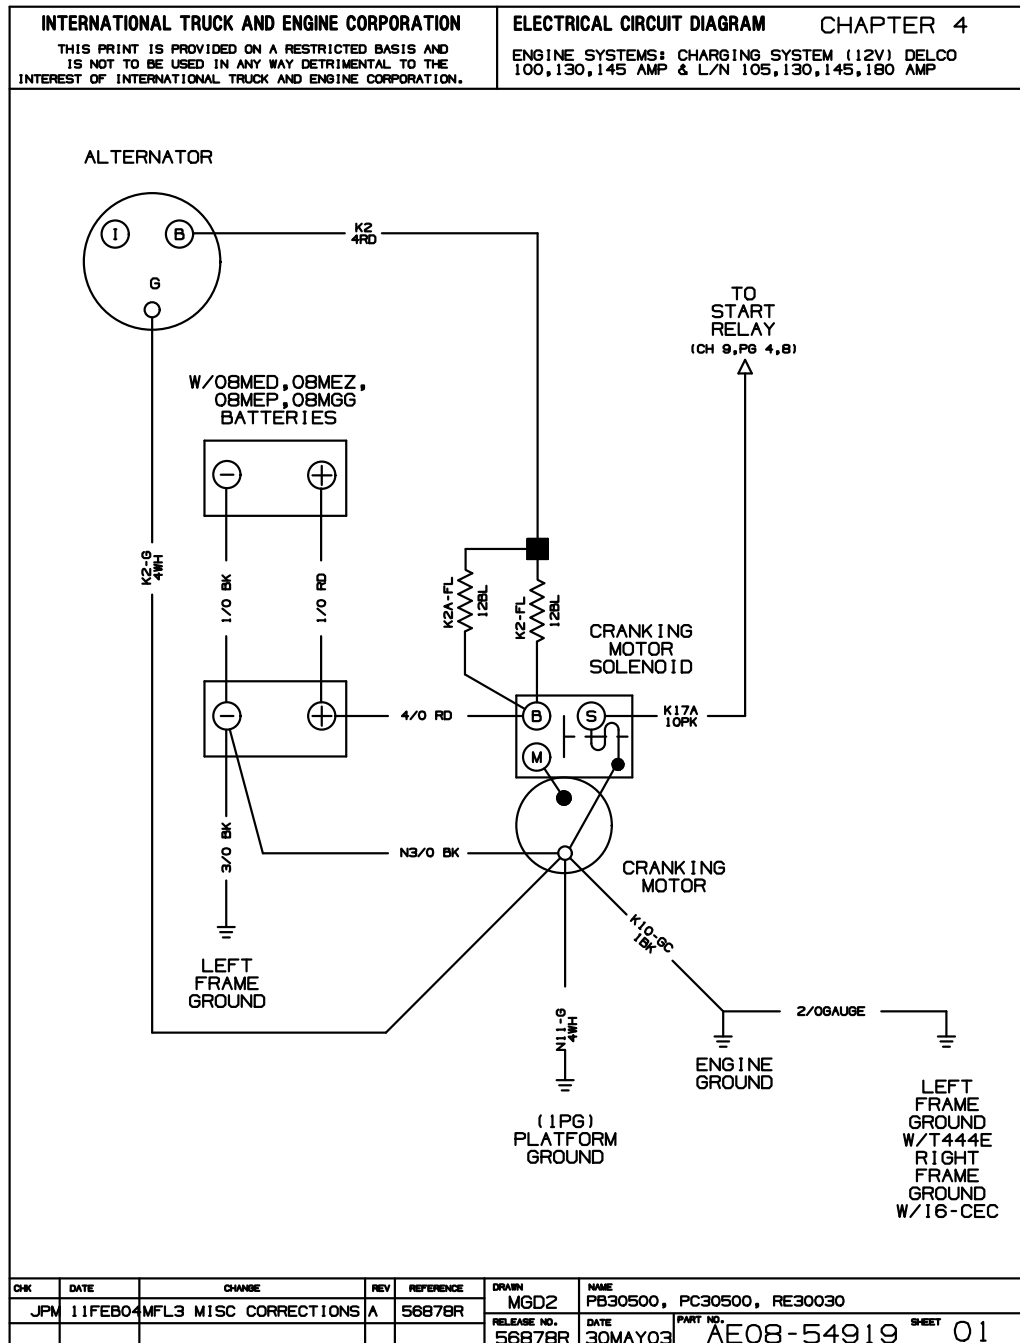 INTERNATIONAL TRUCK AND ENGINE CORPORATION
THIS PRINT IS PROVIDED ON A RESTRICTED BASIS AND
IS NOT TO BE USED IN ANY WAY DETRIMENTAL TO THE
INTEREST OF INTERNATIONAL TRUCK AND ENGINE CORPORATION.
ELECTRICAL CIRCUIT DIAGRAM CHAPTER 4
ENGINE SYSTEMS: CHARGING SYSTEM (12V) DELCO
100,130,145 AMP & L/N 105,130,145,180 AMP
ALTERNATOR
I
B
G
K2
4RD
TO
START
RELAY
(CH 9,PG 4,8)
W/08MED,08MEZ,
08MEP,08MGG
BATTERIES
−
+
K2-G
4WH
1/0 BK
1/0 RD
K2A-FL
12BL
K2-FL
12BL
CRANKING
MOTOR
SOLENOID
−
+
4/0 RD
B
S
K17A
10PK
M
3/0 BK
N3/0 BK
CRANKING
MOTOR
K10-GC
1BK
LEFT
FRAME
GROUND
N11-G
4WH
2/0GAUGE
ENGINE
GROUND
(1PG)
PLATFORM
GROUND
LEFT
FRAME
GROUND
W/T444E
RIGHT
FRAME
GROUND
W/I6-CEC
CHK DATE CHANGE REV REFERENCE
JPM 11FEB04 MFL3 MISC CORRECTIONS A 56878R
DRAWN
MGD2
NAME
PB30500, PC30500, RE30030
RELEASE NO.
56878R
DATE
30MAY03
PART NO.
AE08-54919
SHEET 01